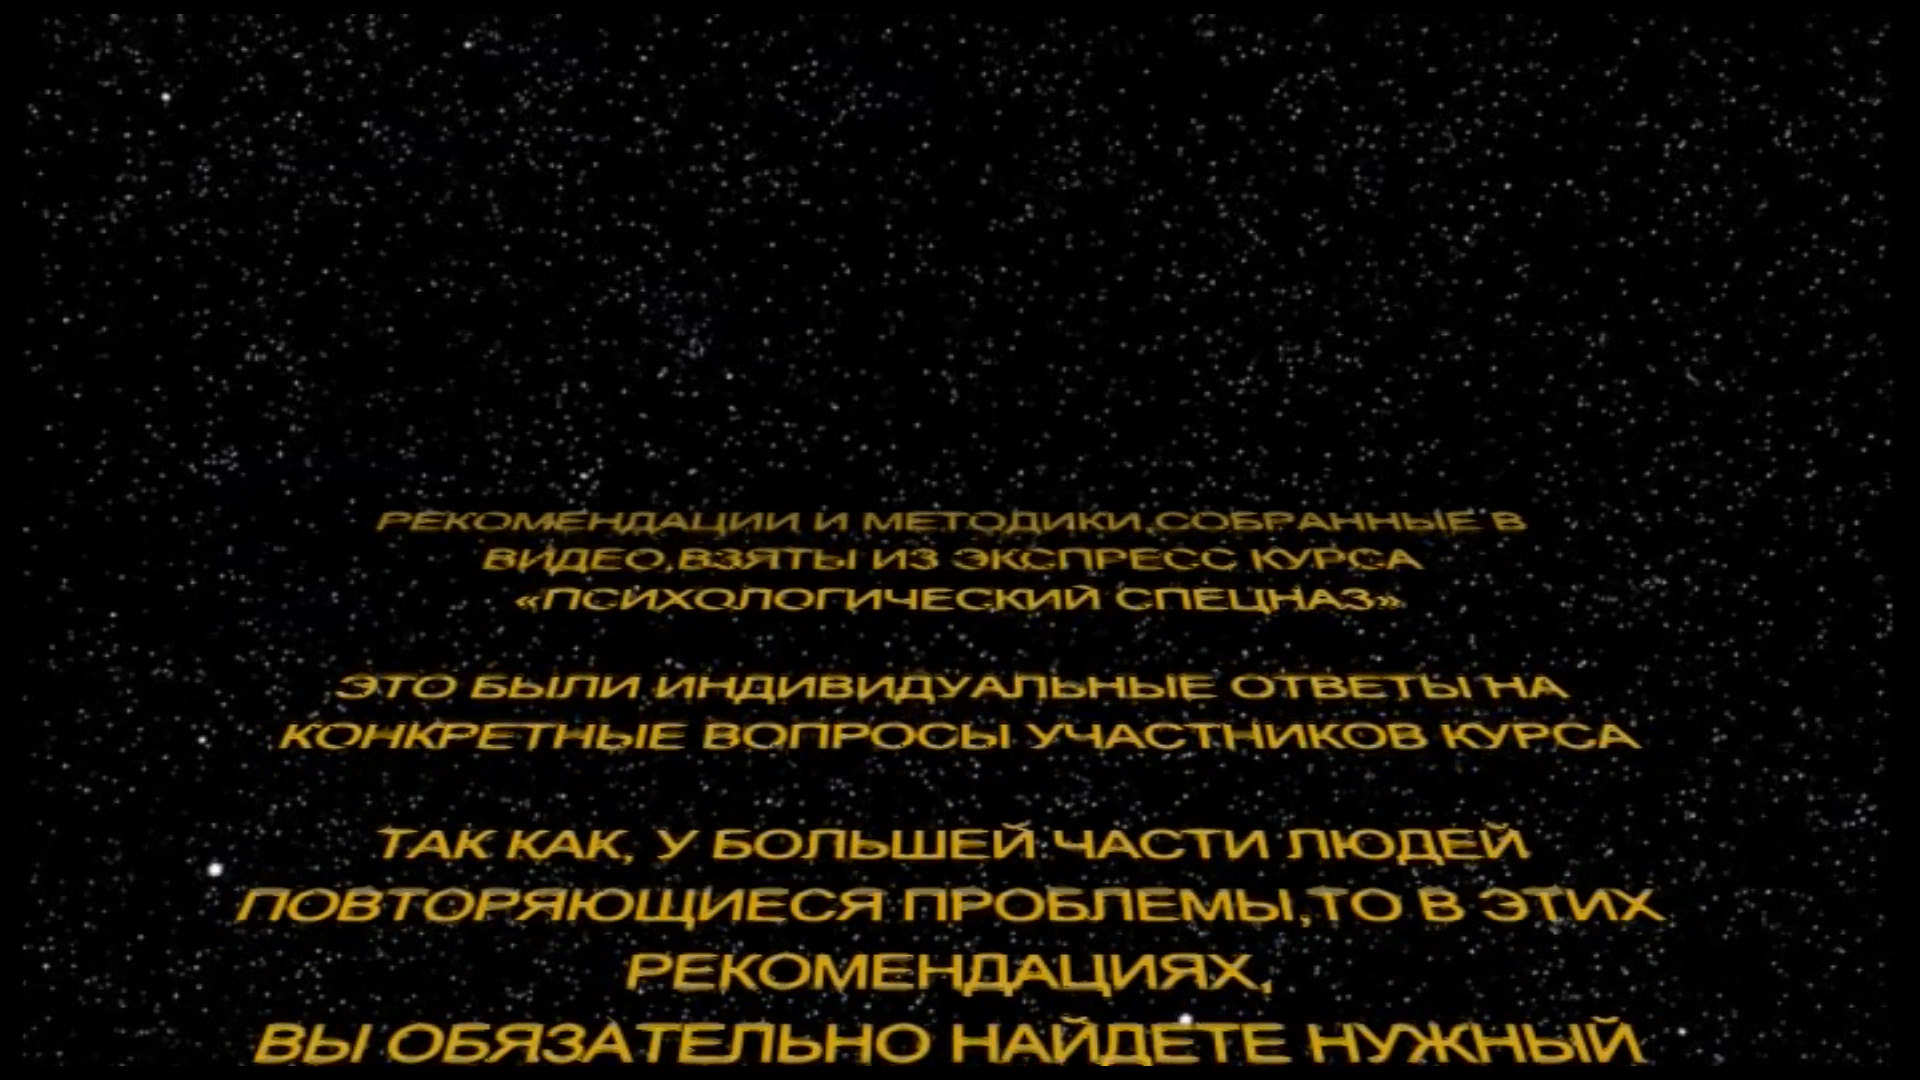 РЕКОМЕНДАЦИИ И МЕТОДИКИ,СОБРАННЫЕ В
ВИДЕО,ВЗЯТЫ ИЗ ЭКСПРЕСС КУРСА
«ПСИХОЛОГИЧЕСКИЙ СПЕЦНАЗ»
ЭТО БЫЛИ ИНДИВИДУАЛЬНЫЕ ОТВЕТЫ НА
КОНКРЕТНЫЕ ВОПРОСЫ УЧАСТНИКОВ КУРСА
ТАК КАК, У БОЛЬШЕЙ ЧАСТИ ЛЮДЕЙ
ПОВТОРЯЮЩИЕСЯ ПРОБЛЕМЫ,ТО В ЭТИХ
РЕКОМЕНДАЦИЯХ,
ВЫ ОБЯЗАТЕЛЬНО НАЙДЕТЕ НУЖНЫЙ